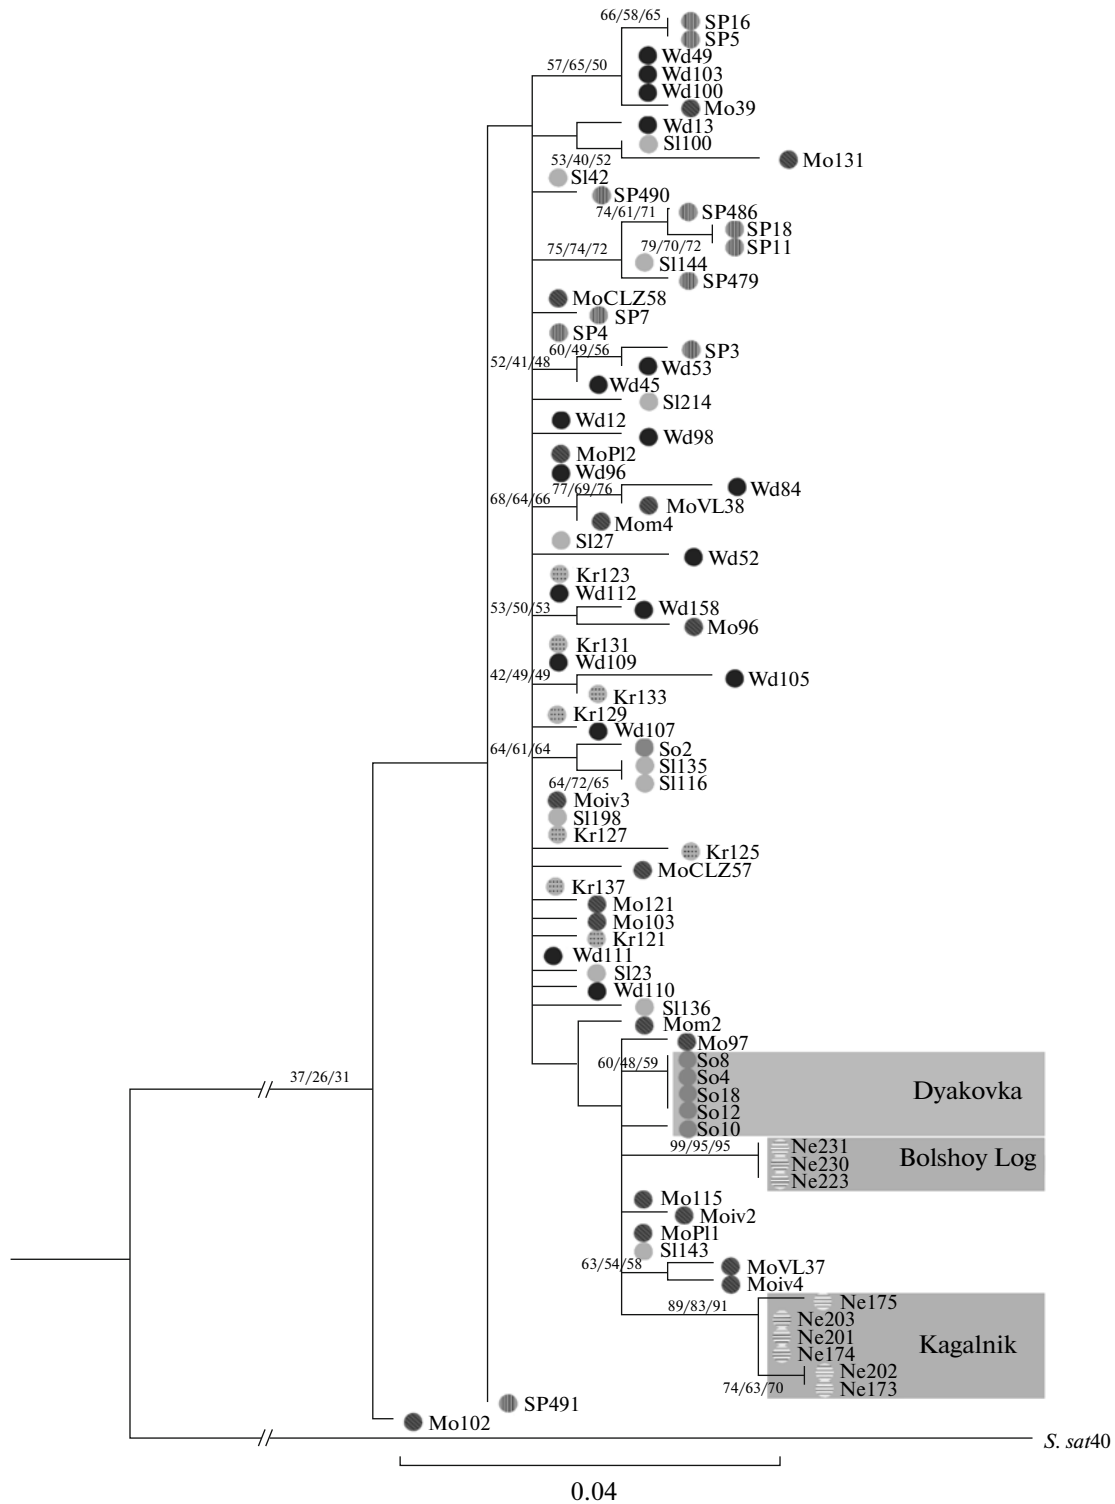 66/58/65
SP16
SP5
Wd49
57/65/50
Wd103
Wd100
Mo39
Wd13
Sl100
53/40/52
Mo131
Sl42
SP490
74/61/71
SP486
SP18
75/74/72
79/70/72
SP11
Sl144
SP479
MoCLZ58
SP7
SP4
60/49/56
SP3
52/41/48
Wd53
Wd45
Sl214
Wd12
Wd98
MoPl2
Wd96
77/69/76
Wd84
68/64/66
MoVL38
Mom4
Sl27
Wd52
Kr123
Wd112
53/50/53
Wd158
Mo96
Kr131
Wd109
42/49/49
Wd105
Kr133
Kr129
Wd107
64/61/64
So2
Sl135
64/72/65
Sl116
Moiv3
Sl198
Kr127
Kr125
MoCLZ57
Kr137
Mo121
Mo103
Kr121
Wd111
Sl23
Wd110
Sl136
Mom2
Mo97
60/48/59
So8
So4
37/26/31
So18
Dyakovka
So12
So10
99/95/95
Ne231
Ne230
Bolshoy Log
Ne223
Mo115
Moiv2
MoPl1
Sl143
63/54/58
MoVL37
Moiv4
89/83/91
Ne175
Ne203
Ne201
Kagalnik
Ne174
Ne202
74/63/70
Ne173
SP491
Mo102
S. sat40
0.04